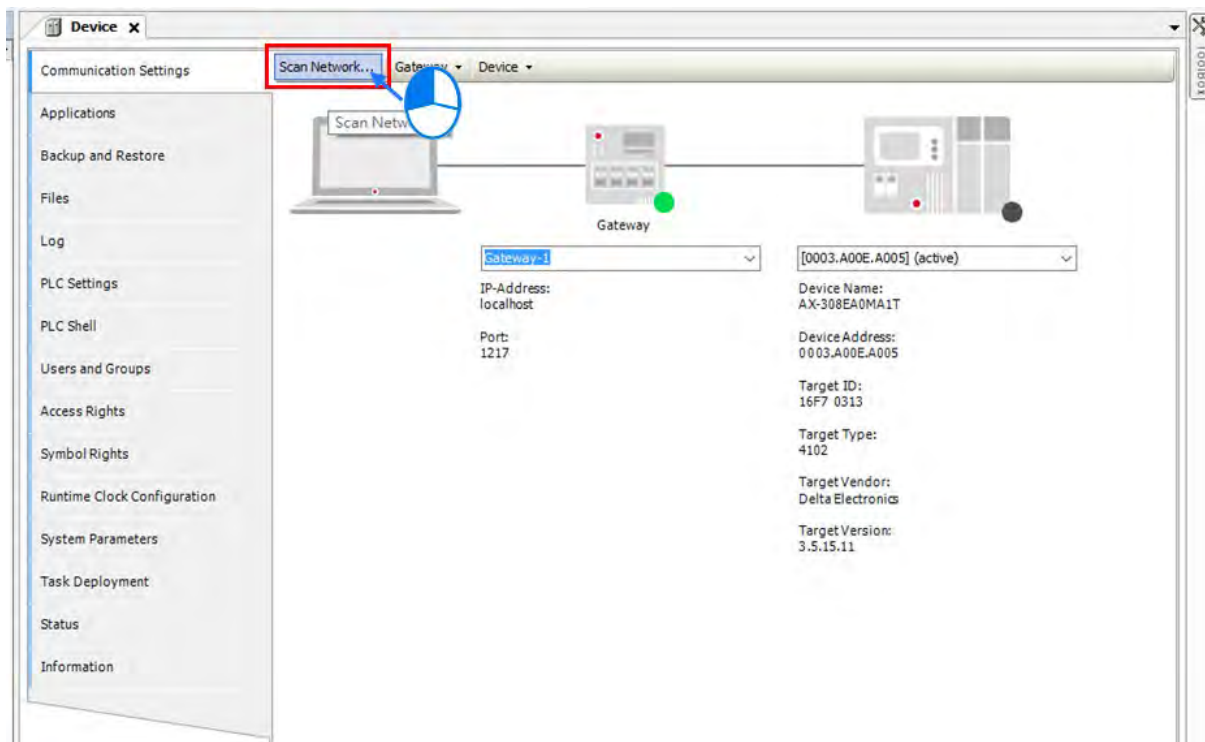 Device
Toolbox
Communication Settings
Applications
Backup and Restore
Files
Log
PLC Settings
PLC Shell
Users and Groups
Access Rights
Symbol Rights
Runtime Clock Configuration
System Parameters
Task Deployment
Status
Information
Scan Network... Gateway Device
Scan Netw
Gateway
Gateway-1
IP-Address:
localhost
Port:
1217
[0003.A00E.A005] (active)
Device Name:
AX-308EA0MA1T
Device Address:
0003.A00E.A005
Target ID:
16F7 0313
Target Type:
4102
Target Vendor:
Delta Electronics
Target Version:
3.5.15.11